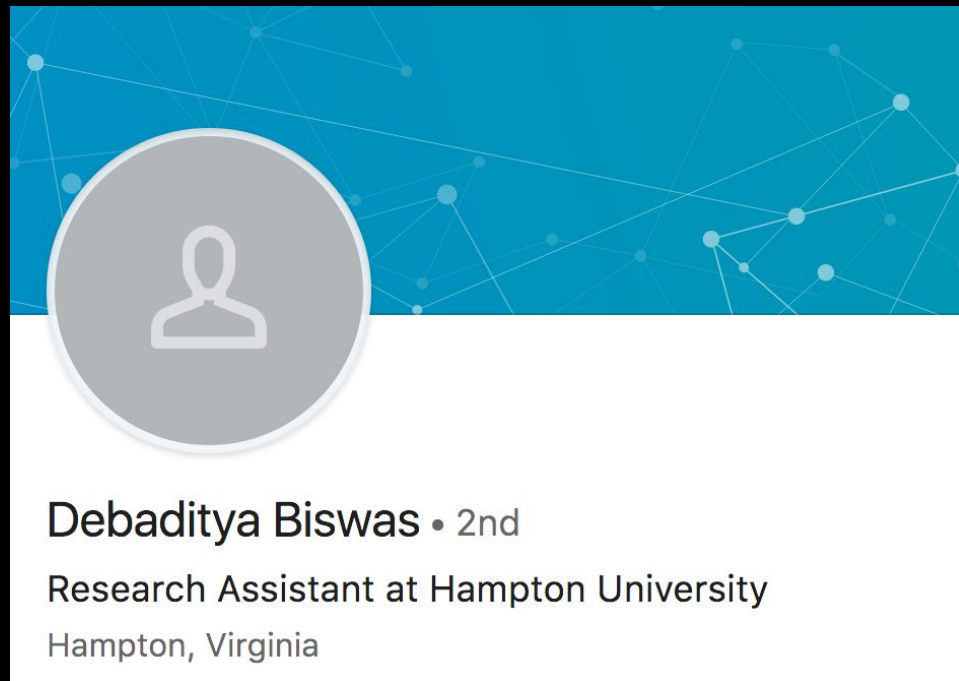 Debaditya Biswas • 2nd
Research Assistant at Hampton University
Hampton, Virginia